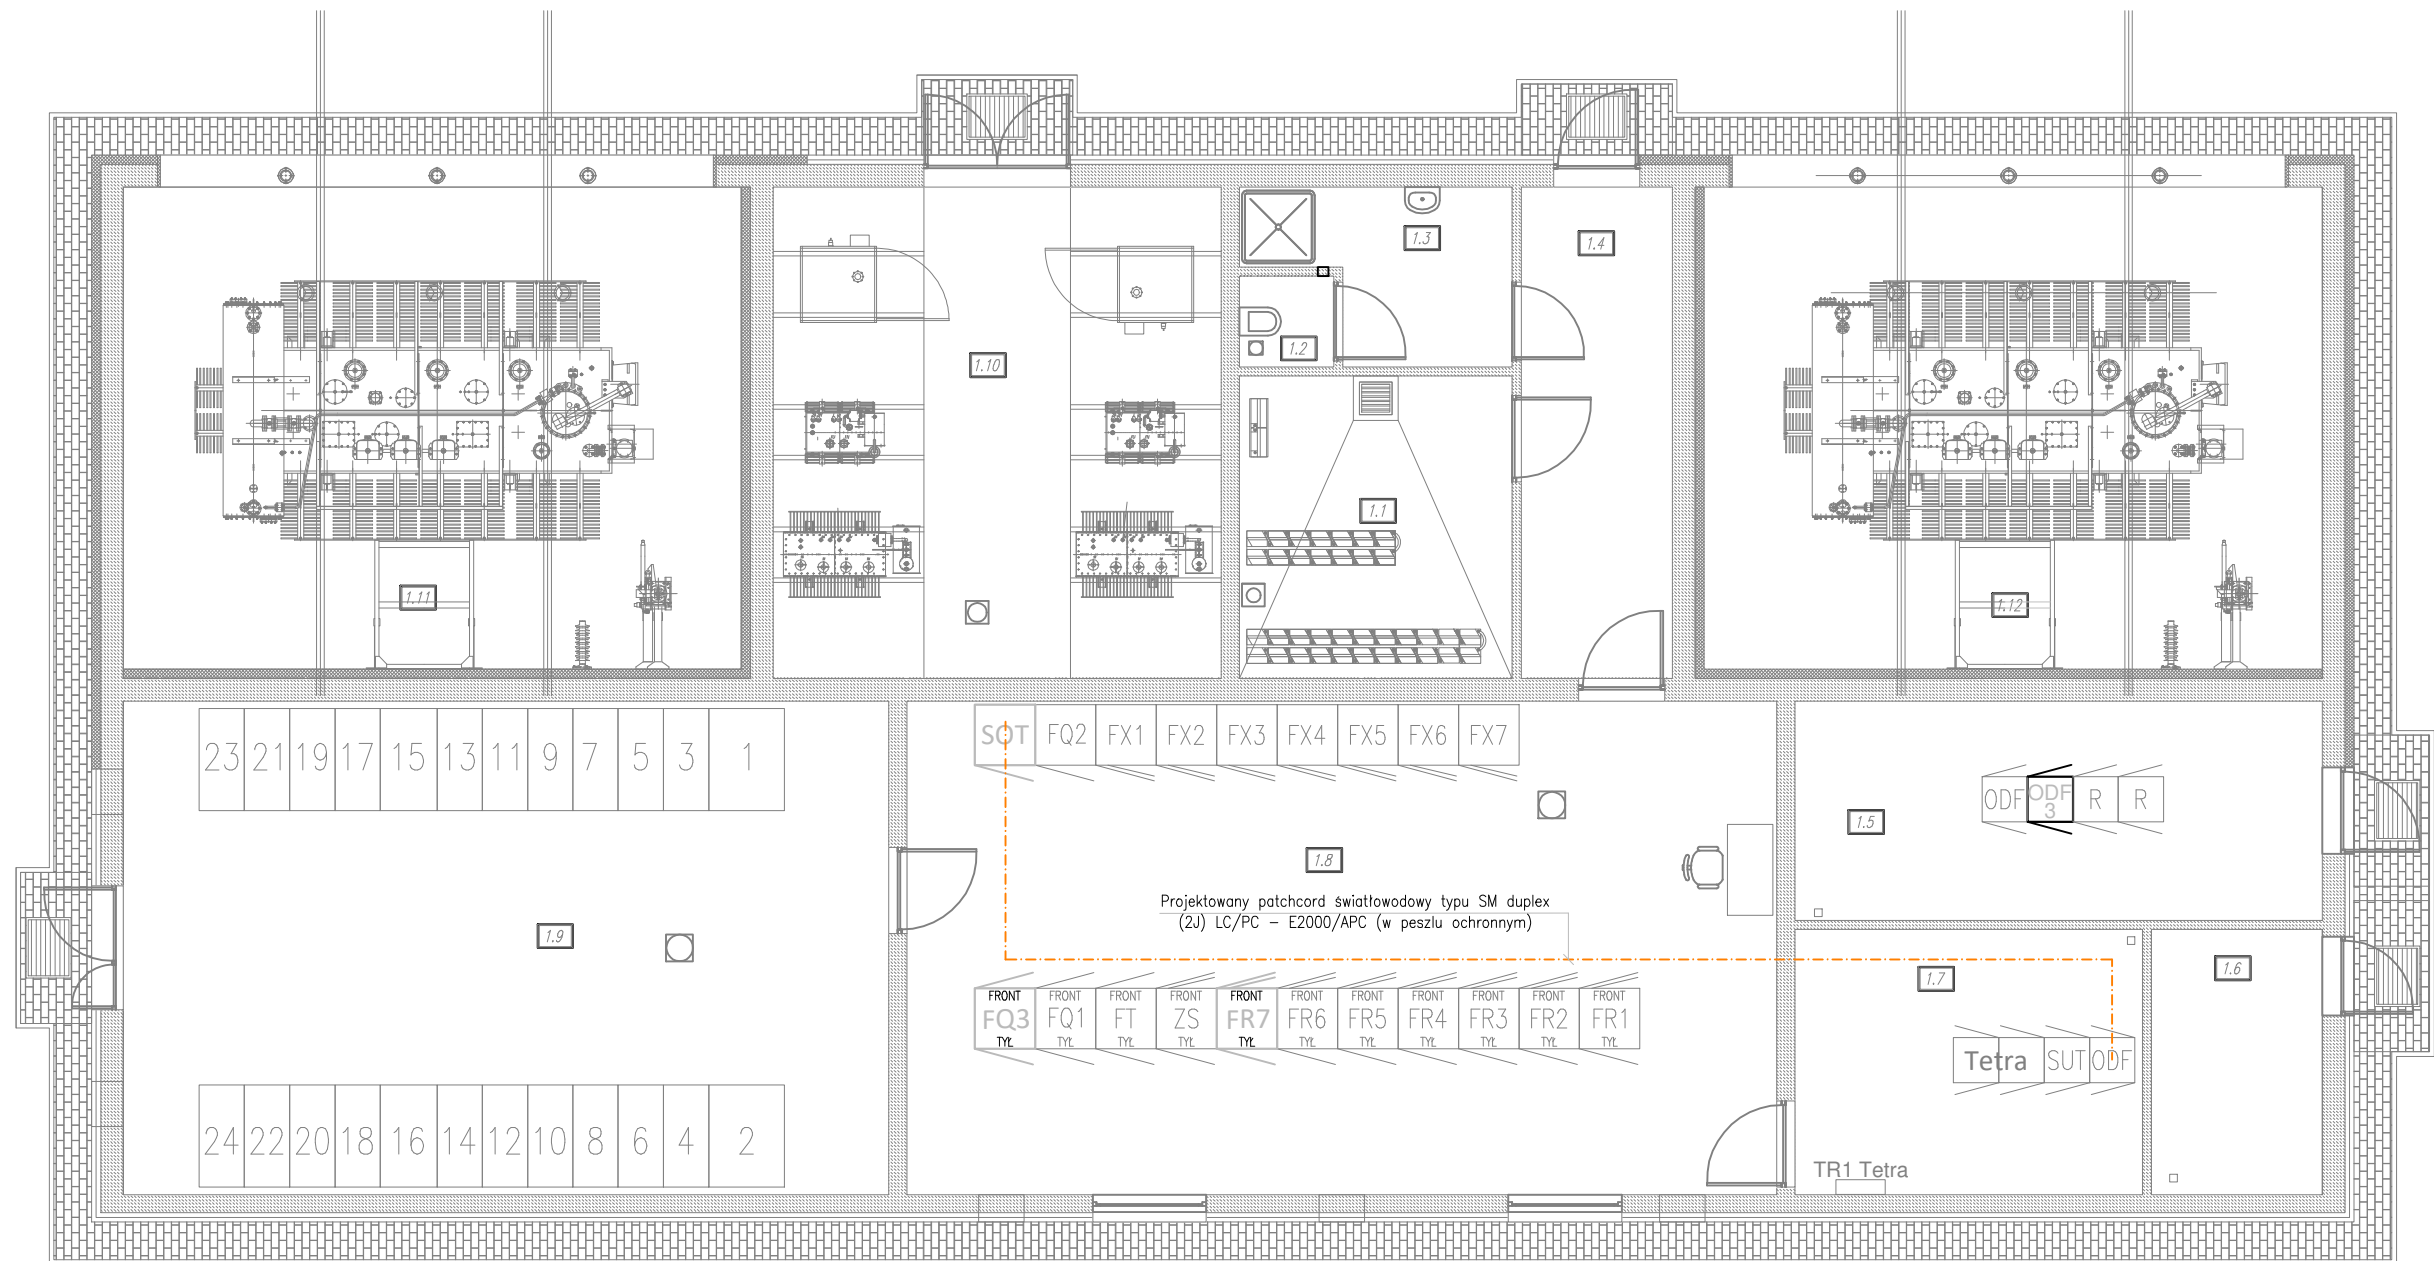 1.3
1.4
1.2
1.10
1.1
1.11
1.12
23 21 19 17 15 13 11 9 7 5 3 1
SOT FQ2 FX1 FX2 FX3 FX4 FX5 FX6 FX7
ODF ODF 3 R R
1.5
1.8
Projektowany patchcord światłowodowy typu SM duplex
(2J) LC/PC – E2000/APC (w peszlu ochronnym)
1.9
1.7
1.6
FRONT FRONT FRONT FRONT FRONT FRONT FRONT FRONT FRONT FRONT FRONT
FQ3 FQ1 FT ZS FR7 FR6 FR5 FR4 FR3 FR2 FR1
TYŁ TYŁ TYŁ TYŁ TYŁ TYŁ TYŁ TYŁ TYŁ TYŁ TYŁ
Tetra SUT ODF
24 22 20 18 16 14 12 10 8 6 4 2
TR1 Tetra